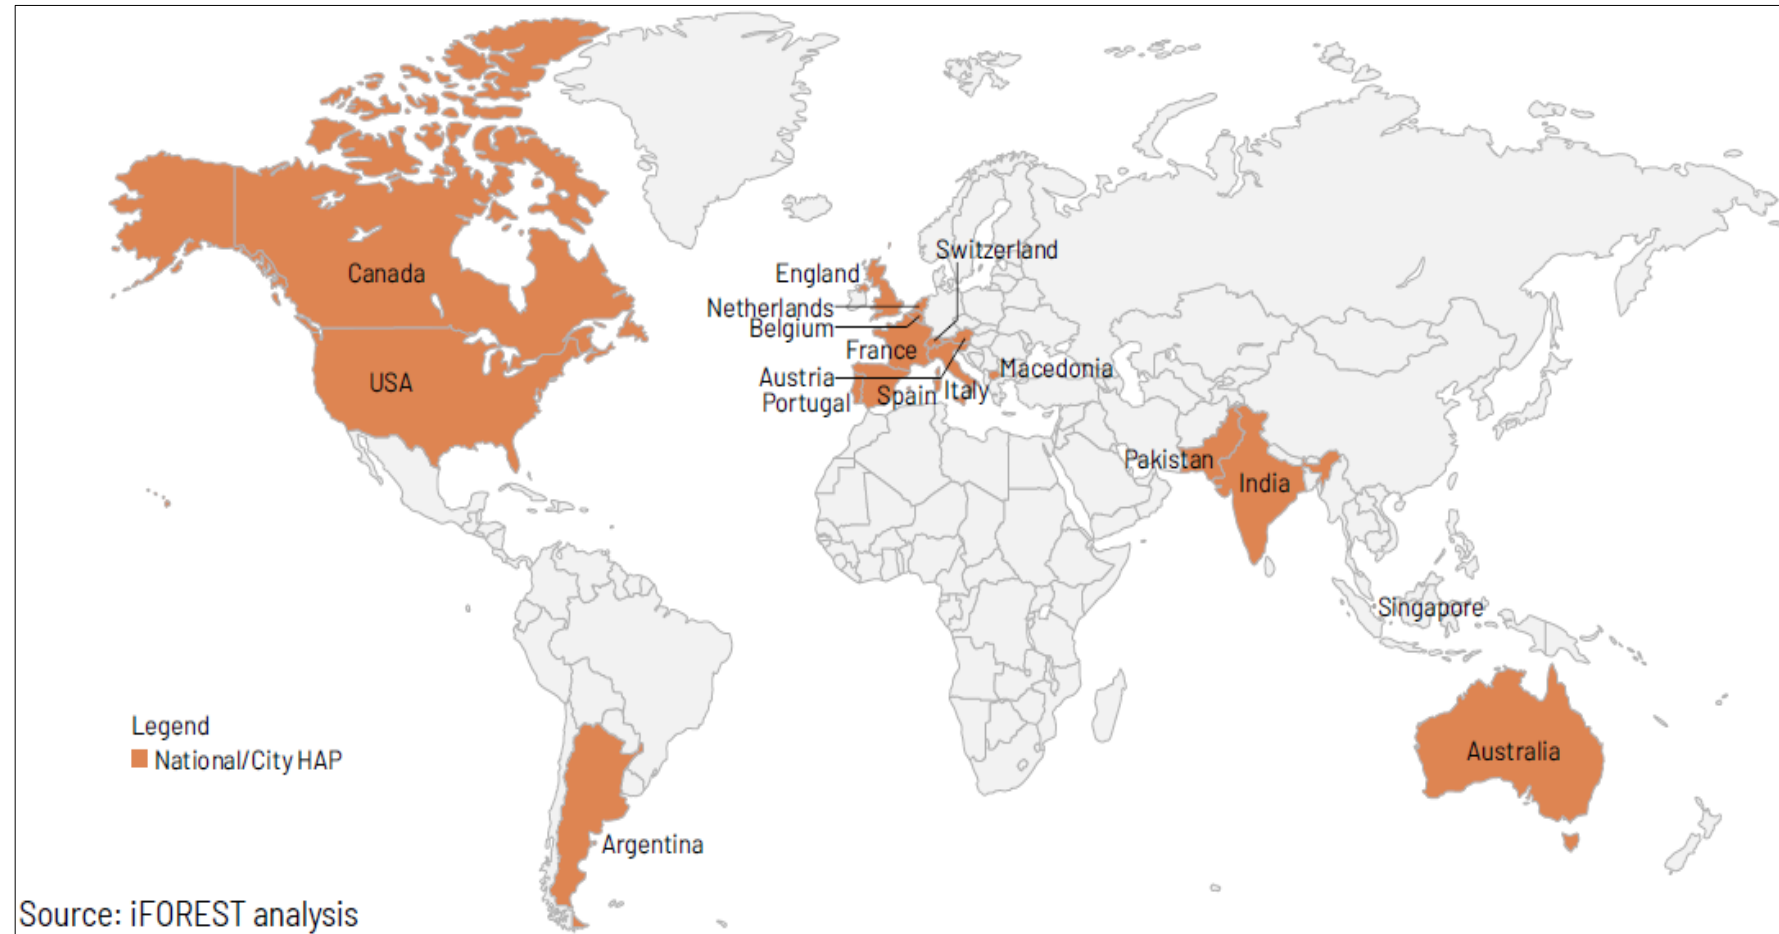 Switzerland
England
Canada
Netherlands
Belgium
France
Macedonia
USA
Austria
Spain
Italy
Portugal
Pakistan
India
Singapore
Legend
National/City HAP
Australia
Argentina
Source: iFOREST analysis